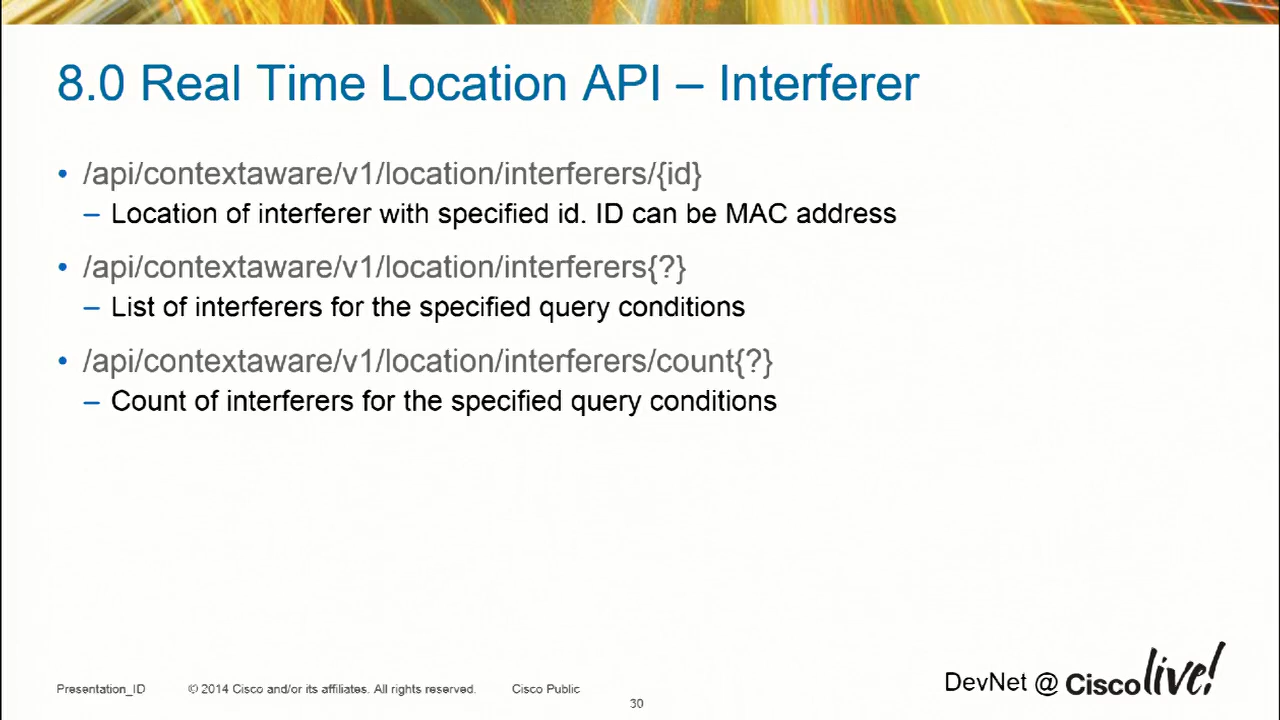 8.0 Real Time Location API – Interferer
• /api/contextaware/v1/location/interferers/{id}
– Location of interferer with specified id. ID can be MAC address
• /api/contextaware/v1/location/interferers{?}
– List of interferers for the specified query conditions
• /api/contextaware/v1/location/interferers/count{?}
– Count of interferers for the specified query conditions
Presentation_ID © 2014 Cisco and/or its affiliates. All rights reserved. Cisco Public
30
DevNet @ Cisco live!